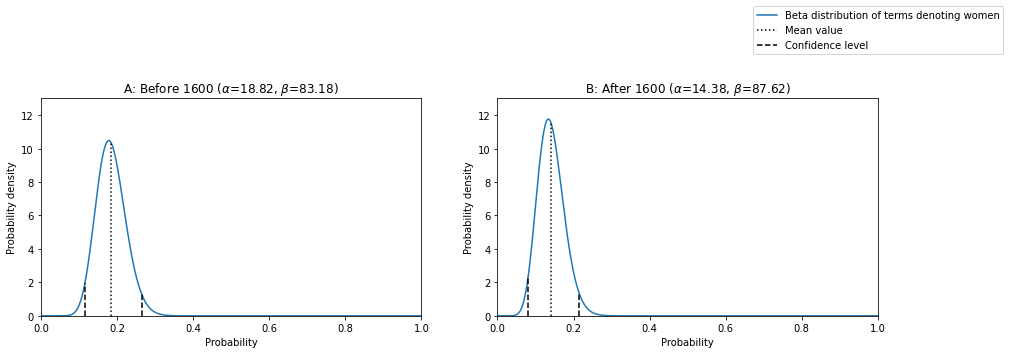 Beta distribution of terms denoting women
Mean value
Confidence level
A: Before 1600 (α=18.82, β=83.18)
B: After 1600 (α=14.38, β=87.62)
12
10
8
6
4
2
0
Probability density
0.0 0.2 0.4 0.6 0.8 1.0
Probability
12
10
8
6
4
2
0
Probability density
0.0 0.2 0.4 0.6 0.8 1.0
Probability